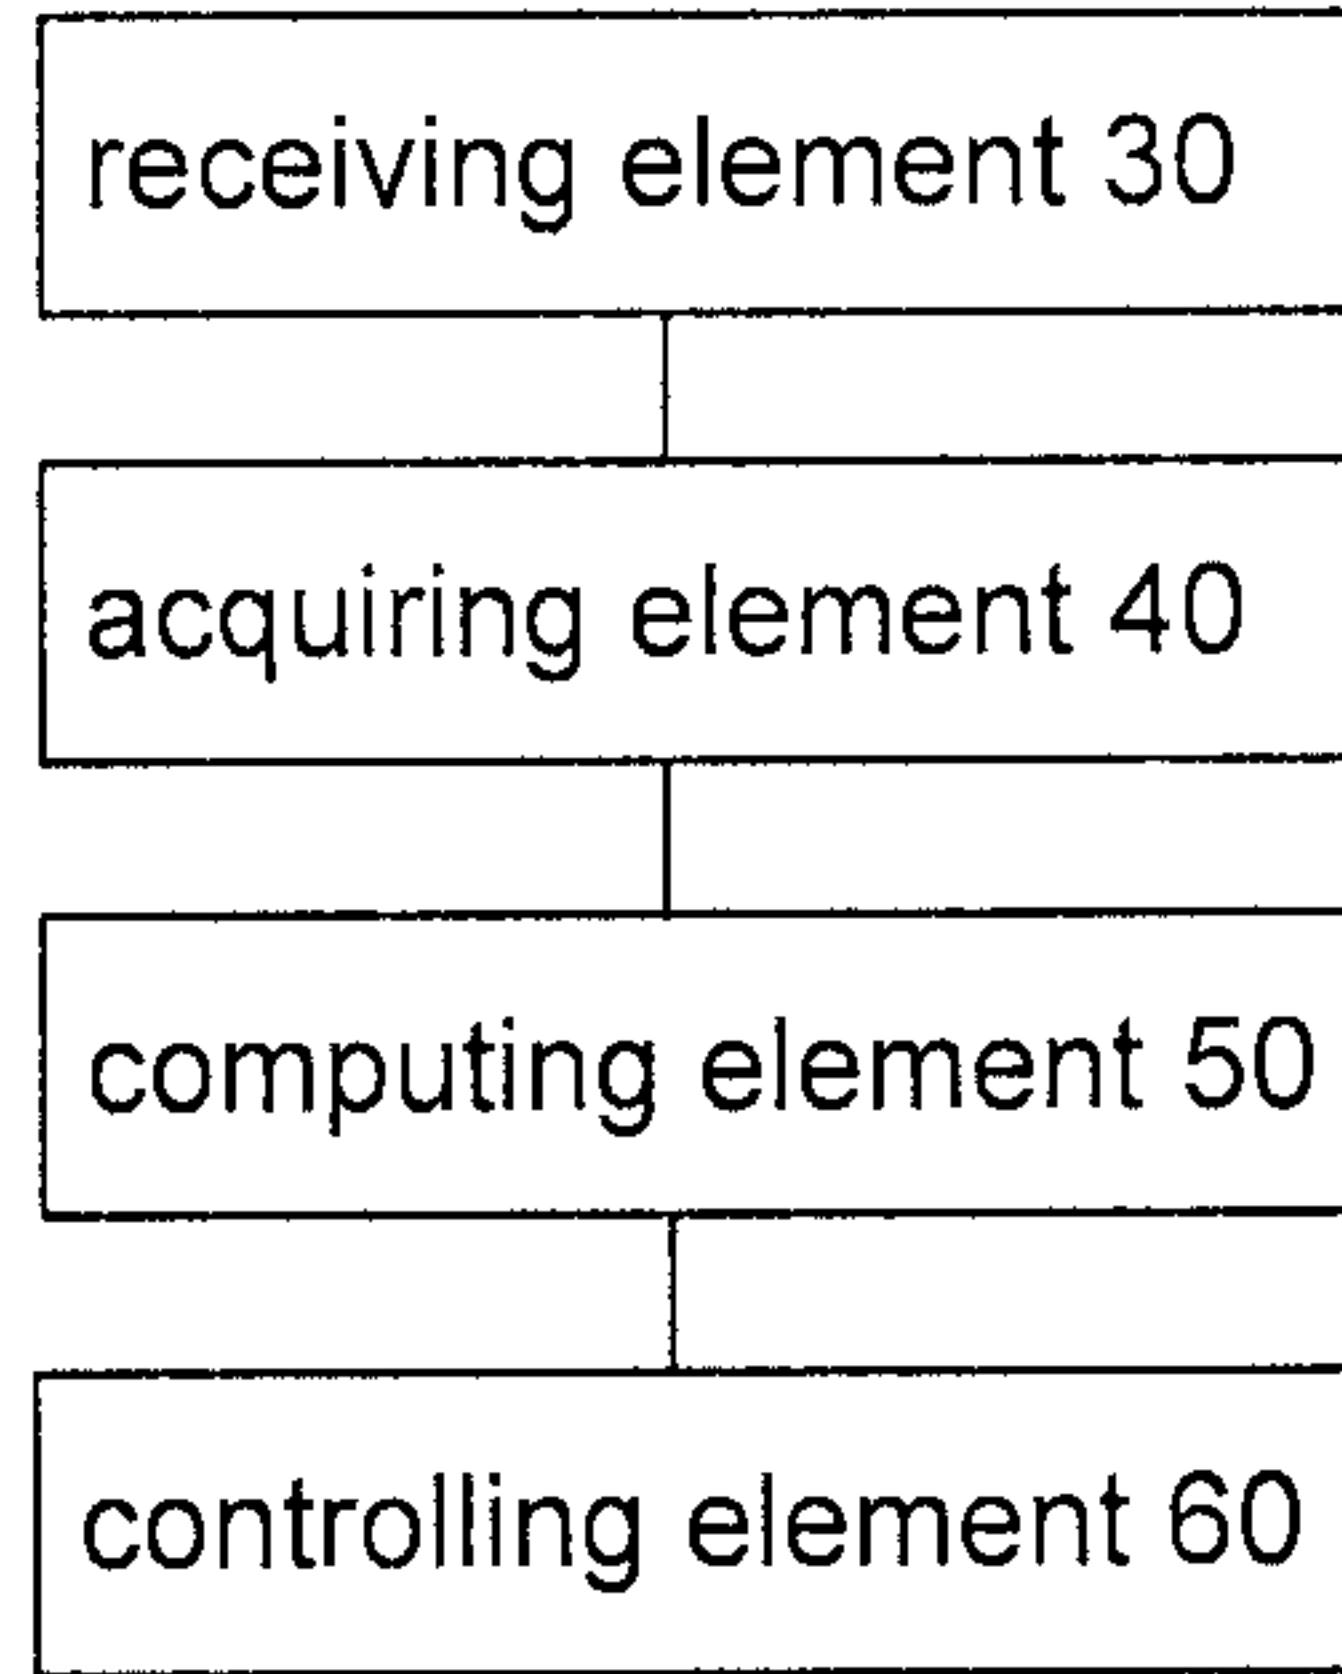 receiving element 30
acquiring element 40
computing element 50
controlling element 60